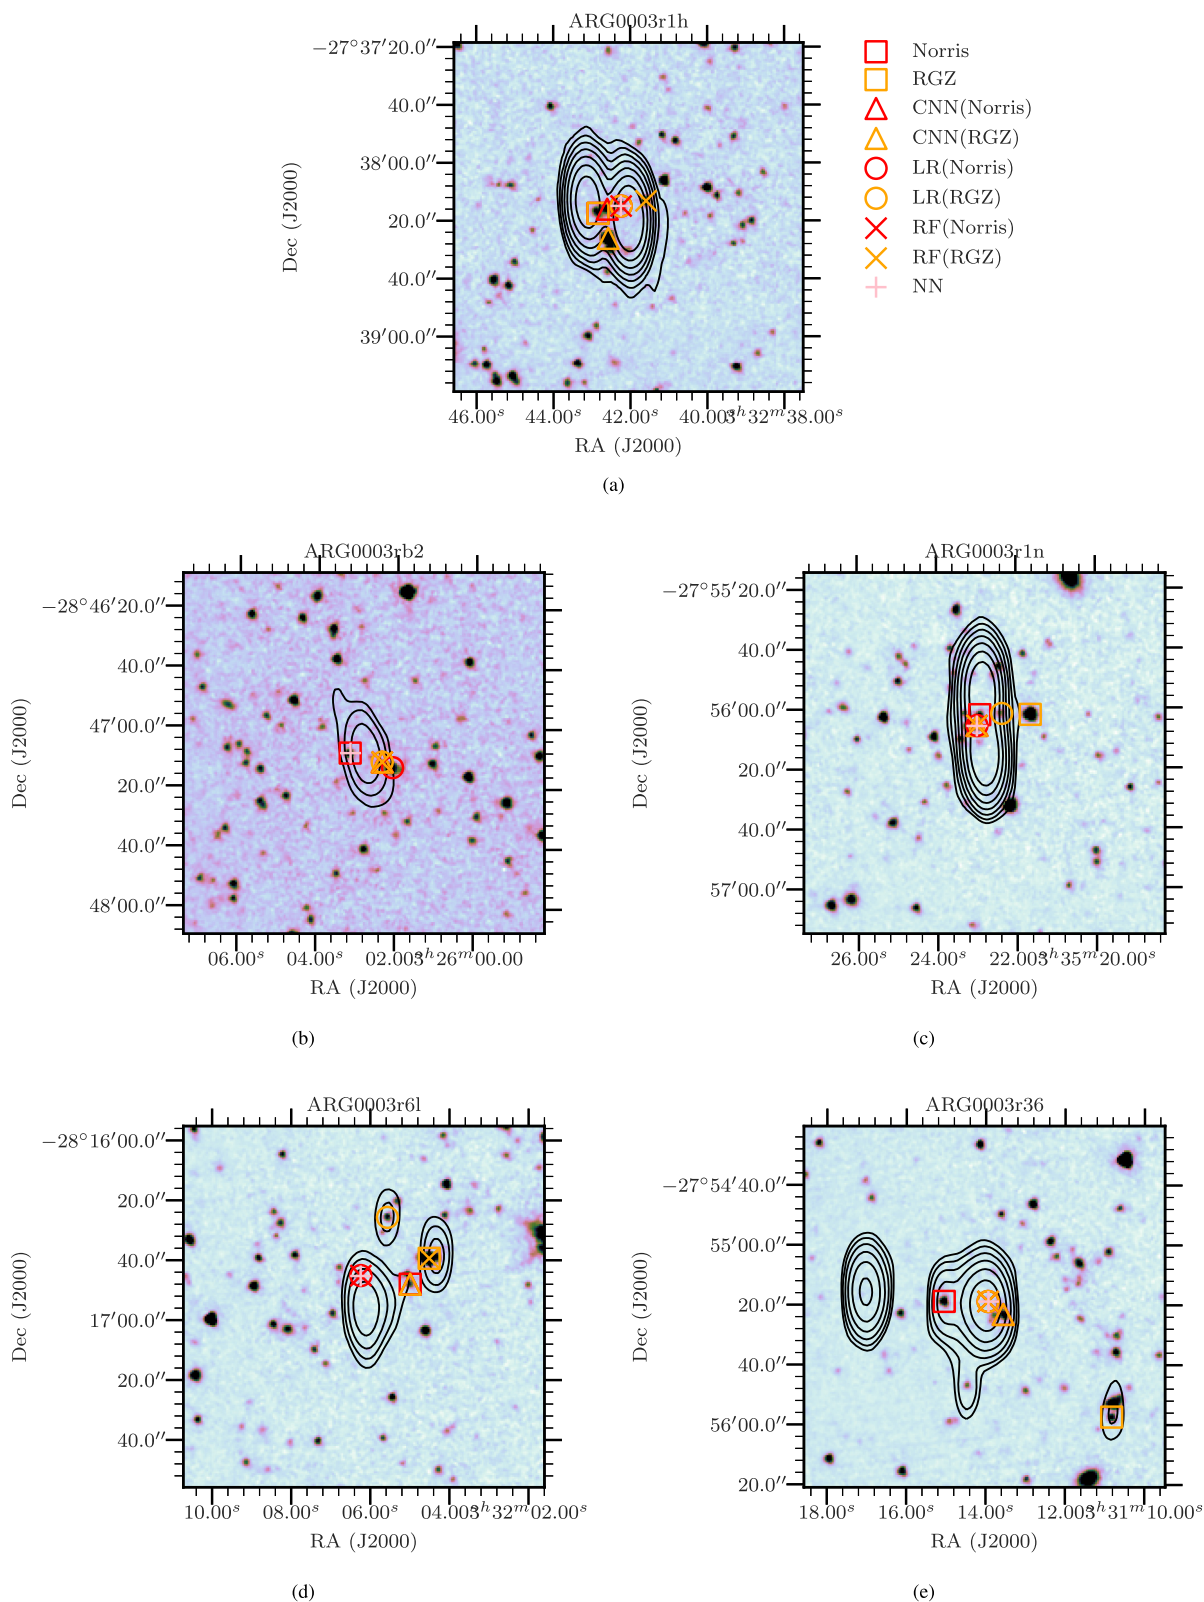 ARG0003r1h
−27°37′20.0″
40.0″
38′00.0″
20.0″
40.0″
39′00.0″
Dec (J2000)
46.00ˢ 44.00ˢ 42.00ˢ 40.00ˢ 3ʰ32ᵐ38.00ˢ
RA (J2000)
Norris
RGZ
CNN(Norris)
CNN(RGZ)
LR(Norris)
LR(RGZ)
RF(Norris)
RF(RGZ)
NN
(a)
ARG0003rb2
−28°46′20.0″
40.0″
47′00.0″
20.0″
40.0″
48′00.0″
Dec (J2000)
06.00ˢ 04.00ˢ 02.00ˢ 3ʰ26ᵐ00.00
RA (J2000)
(b)
ARG0003r1n
−27°55′20.0″
40.0″
56′00.0″
20.0″
40.0″
57′00.0″
Dec (J2000)
26.00ˢ 24.00ˢ 22.00ˢ 3ʰ35ᵐ20.00ˢ
RA (J2000)
(c)
ARG0003r6l
−28°16′00.0″
20.0″
40.0″
17′00.0″
20.0″
40.0″
Dec (J2000)
10.00ˢ 08.00ˢ 06.00ˢ 04.00ˢ 3ʰ32ᵐ02.00ˢ
RA (J2000)
(d)
ARG0003r36
−27°54′40.0″
55′00.0″
20.0″
40.0″
56′00.0″
20.0″
Dec (J2000)
18.00ˢ 16.00ˢ 14.00ˢ 12.00ˢ 3ʰ31ᵐ10.00ˢ
RA (J2000)
(e)